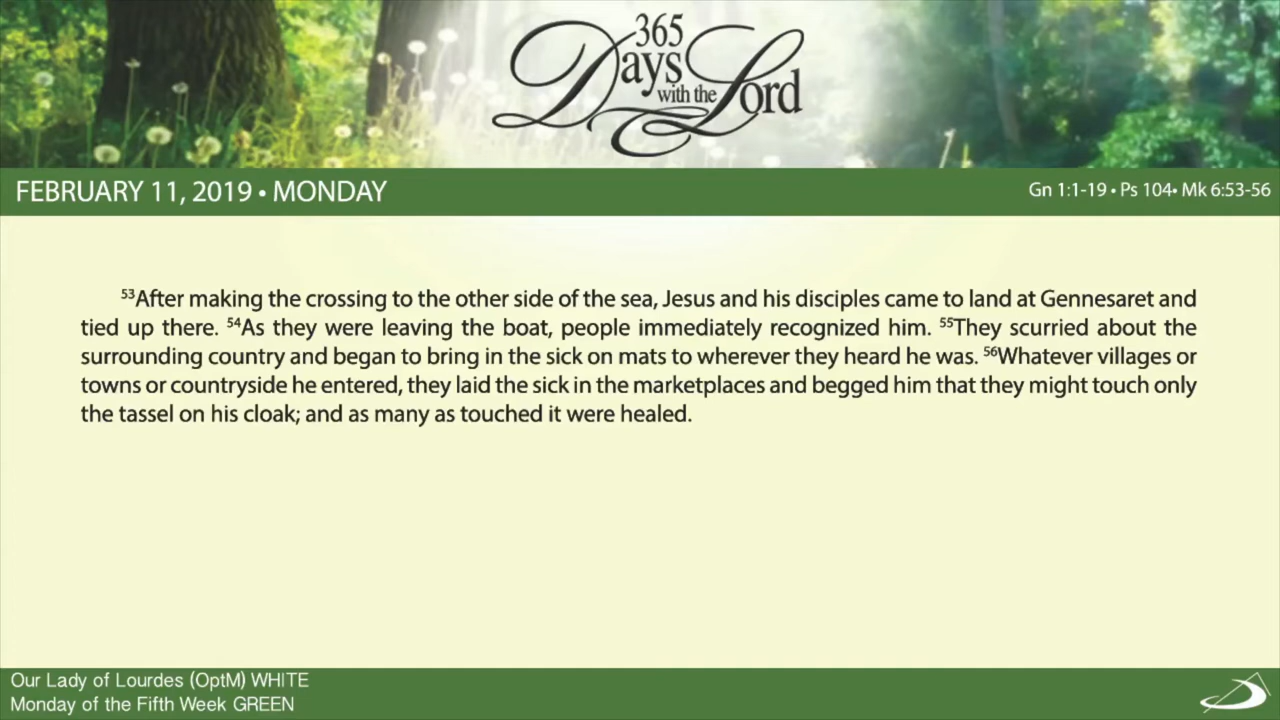 365
Days
with the Lord
FEBRUARY 11, 2019 • MONDAY
Gn 1:1-19 • Ps 104• Mk 6:53-56
⁵³After making the crossing to the other side of the sea, Jesus and his disciples came to land at Gennesaret and
tied up there. ⁵⁴As they were leaving the boat, people immediately recognized him. ⁵⁵They scurried about the
surrounding country and began to bring in the sick on mats to wherever they heard he was. ⁵⁶Whatever villages or
towns or countryside he entered, they laid the sick in the marketplaces and begged him that they might touch only
the tassel on his cloak; and as many as touched it were healed.
Our Lady of Lourdes (OptM) WHITE
Monday of the Fifth Week GREEN